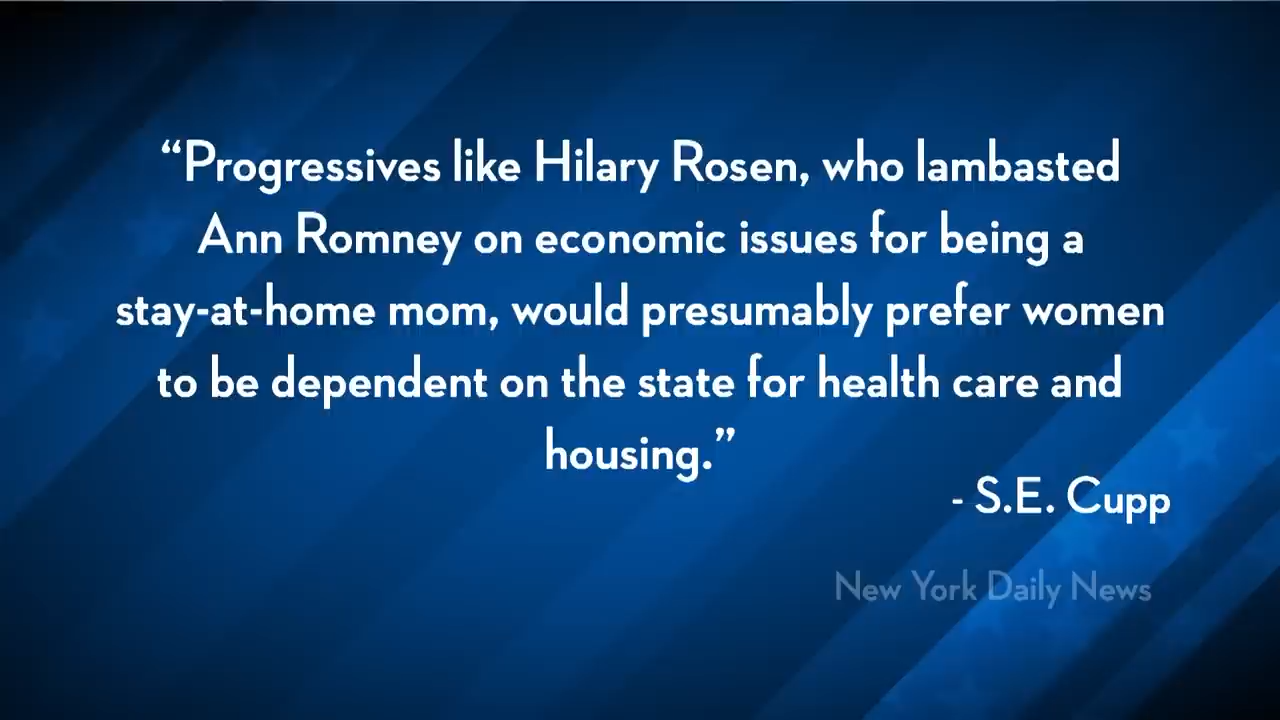 “Progressives like Hilary Rosen, who lambasted
Ann Romney on economic issues for being a
stay-at-home mom, would presumably prefer women
to be dependent on the state for health care and
housing.”
- S.E. Cupp
New York Daily News